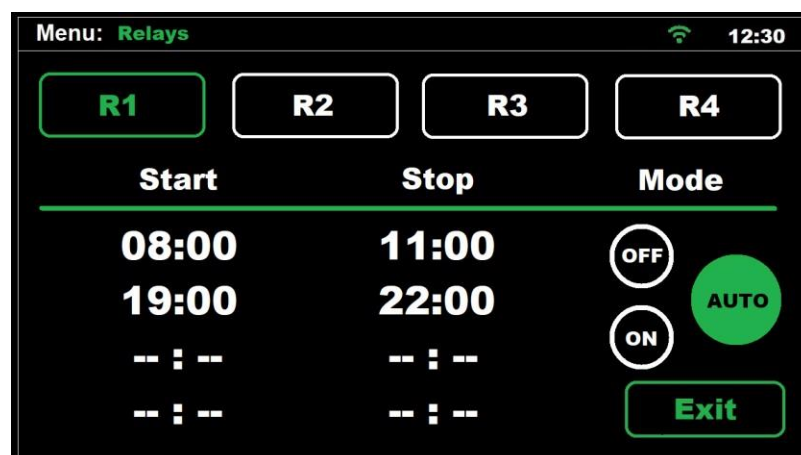 Menu: Relays 12:30
R1 R2 R3 R4
Start Stop Mode
08:00 11:00 OFF
19:00 22:00 AUTO
-- : -- -- : -- ON
-- : -- -- : -- Exit